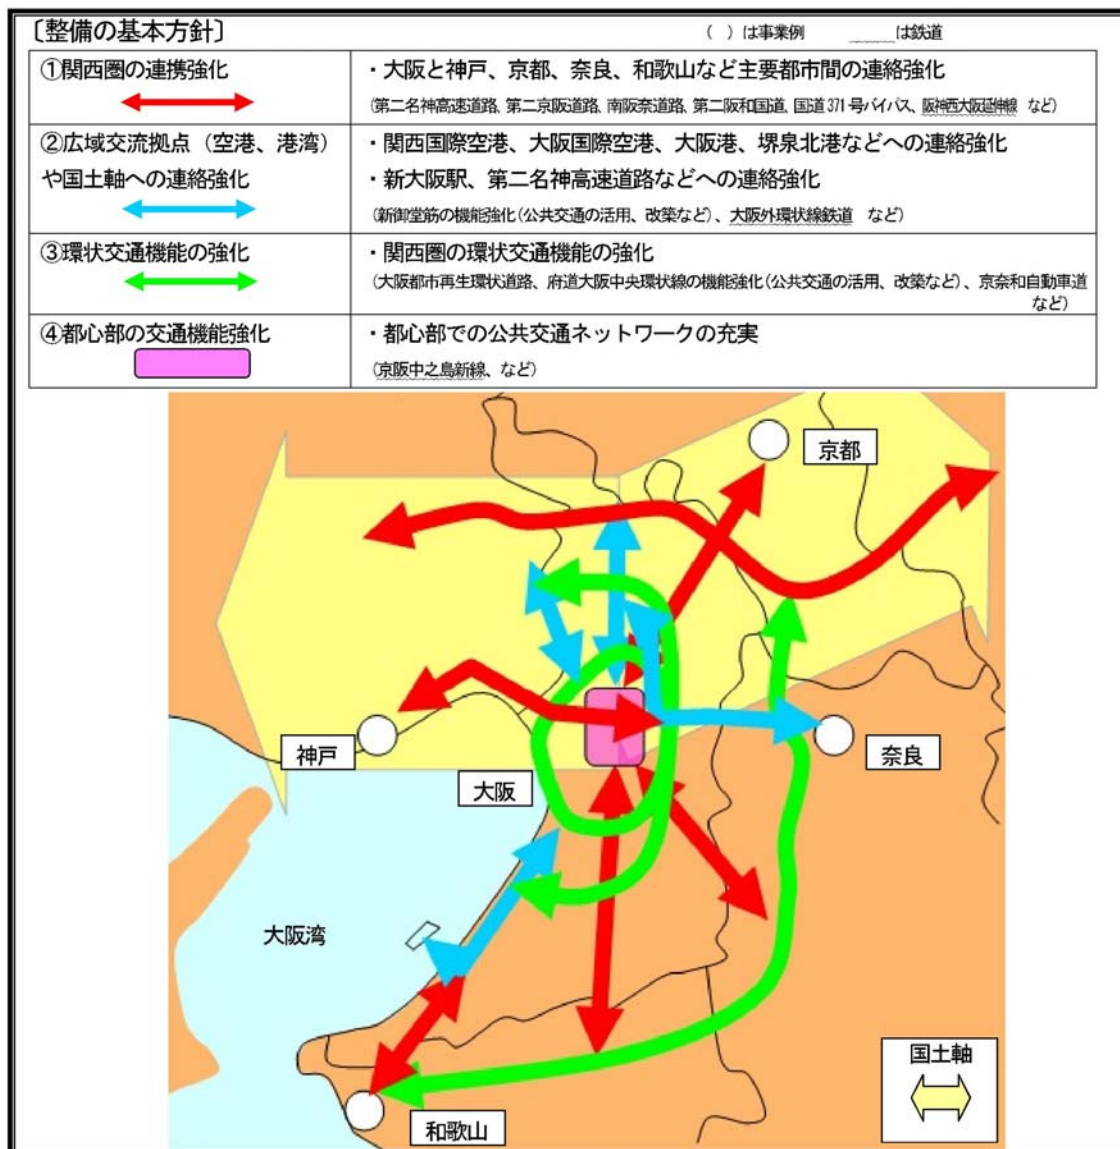 〔整備の基本方針〕
（ ）は事業例 は鉄道
①関西圏の連携強化
・大阪と神戸、京都、奈良、和歌山など主要都市間の連絡強化
（第二名神高速道路、第二京阪道路、南阪奈道路、第二阪和国道、国道371号バイパス、阪神西大阪延伸線 など）
②広域交流拠点（空港、港湾）
や国土軸への連絡強化
・関西国際空港、大阪国際空港、大阪港、堺泉北港などへの連絡強化
・新大阪駅、第二名神高速道路などへの連絡強化
（新御堂筋の機能強化（公共交通の活用、改築など）、大阪外環状線鉄道 など）
③環状交通機能の強化
・関西圏の環状交通機能の強化
（大阪都市再生環状道路、府道大阪中央環状線の機能強化（公共交通の活用、改築など）、京奈和自動車道
など）
④都心部の交通機能強化
・都心部での公共交通ネットワークの充実
（京阪中之島新線、など）
京都
神戸
大阪
奈良
大阪湾
和歌山
国土軸